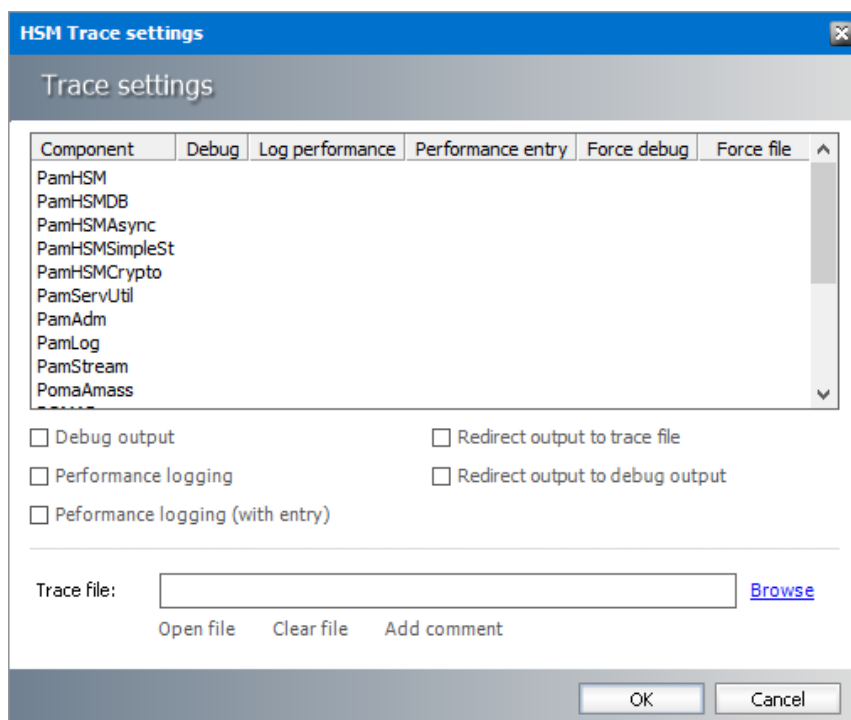 HSM Trace settings
Trace settings
Component Debug Log performance Performance entry Force debug Force file
PamHSM
PamHSMDB
PamHSMAsync
PamHSMSimpleSt
PamHSMCrypto
PamServUtil
PamAdm
PamLog
PamStream
PomaAmass
Debug output
Redirect output to trace file
Performance logging
Redirect output to debug output
Peformance logging (with entry)
Trace file:
Browse
Open file Clear file Add comment
OK Cancel